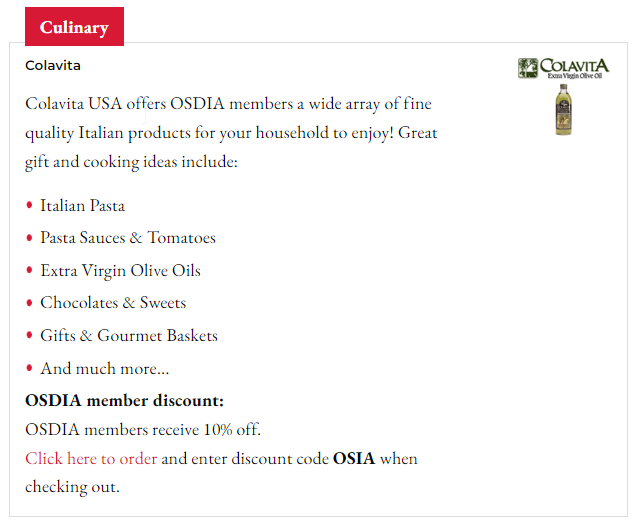 Culinary
Colavita
COLAVITA
Extra Virgin Olive Oil
Colavita USA offers OSDIA members a wide array of fine
quality Italian products for your household to enjoy! Great
gift and cooking ideas include:
• Italian Pasta
• Pasta Sauces & Tomatoes
• Extra Virgin Olive Oils
• Chocolates & Sweets
• Gifts & Gourmet Baskets
• And much more...
OSDIA member discount:
OSDIA members receive 10% off.
Click here to order and enter discount code OSIA when
checking out.